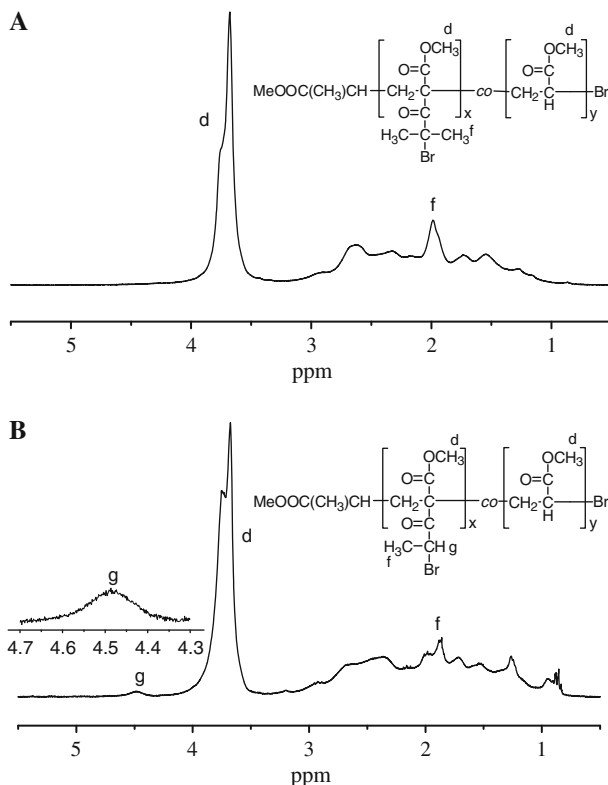 A
d
OCH3
O=C
MeOOC(CH3)CH
CH2-C
x
O=C
H3C-C-CH3
f
Br
co
d
OCH3
O=C
CH2-C
H
y
Br
d
f
5 4 3 2 1
ppm
B
d
OCH3
O=C
MeOOC(CH3)CH
CH2-C
x
O=C
H3C-CH
f
g
Br
co
d
OCH3
O=C
CH2-C
H
y
Br
d
g
4.7 4.6 4.5 4.4 4.3
g
f
5 4 3 2 1
ppm